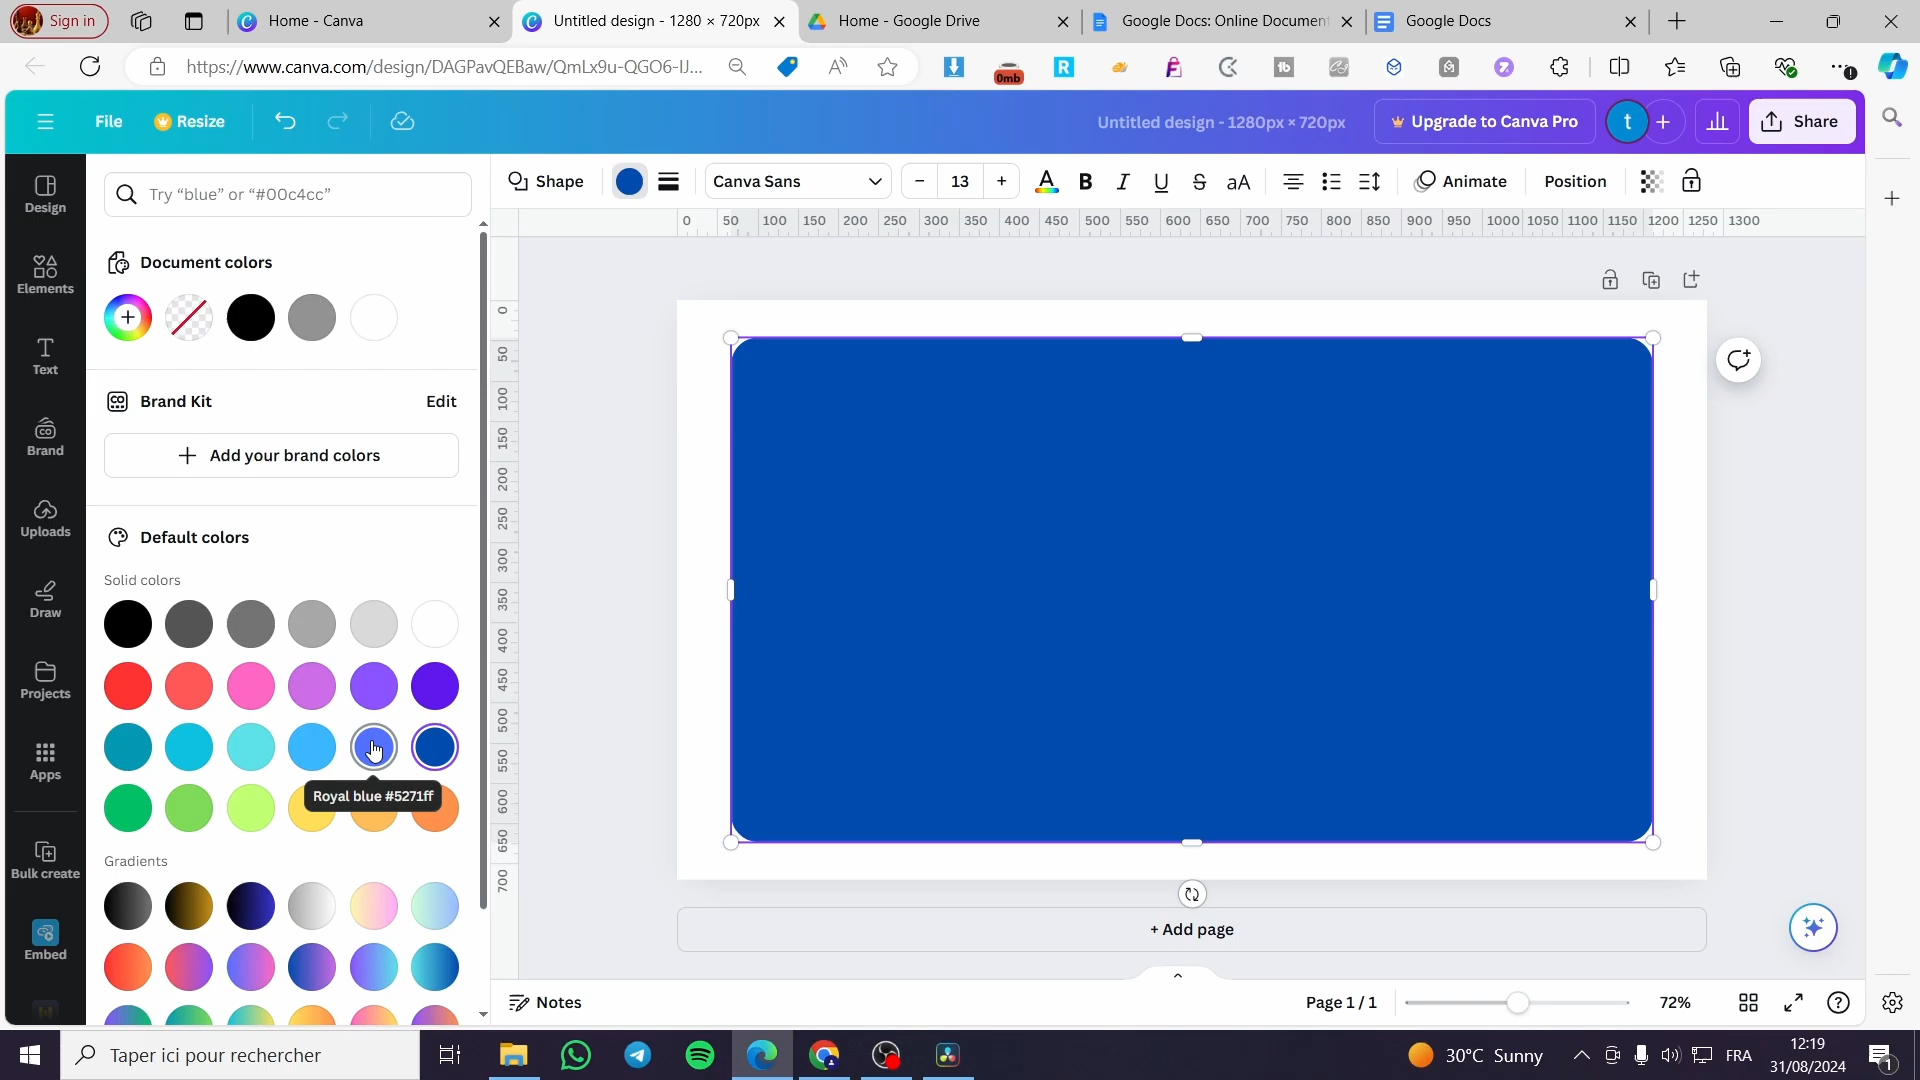 Sign in
Home - Canva
Untitled design - 1280 × 720px
Home - Google Drive
Google Docs: Online Document
Google Docs
https://www.canva.com/design/DAGPavQEBaw/QmLx9u-QGO6-IJ...
0mb
File
Resize
Untitled design - 1280px × 720px
Upgrade to Canva Pro
t
Share
Try “blue” or “#00c4cc”
Shape
Canva Sans
– 13 +
B I U S aA
Animate
Position
0 50 100 150 200 250 300 350 400 450 500 550 600 650 700 750 800 850 900 950 1000 1050 1100 1150 1200 1250 1300
0 50 100 150 200 250 300 350 400 450 500 550 600 650 700
Design
Elements
Text
Brand
Uploads
Draw
Projects
Apps
Bulk create
Embed
Document colors
Brand Kit
Edit
Add your brand colors
Default colors
Solid colors
Royal blue #5271ff
Gradients
+ Add page
Notes
Page 1 / 1
72%
Taper ici pour rechercher
30°C Sunny
FRA
12:19
31/08/2024
1